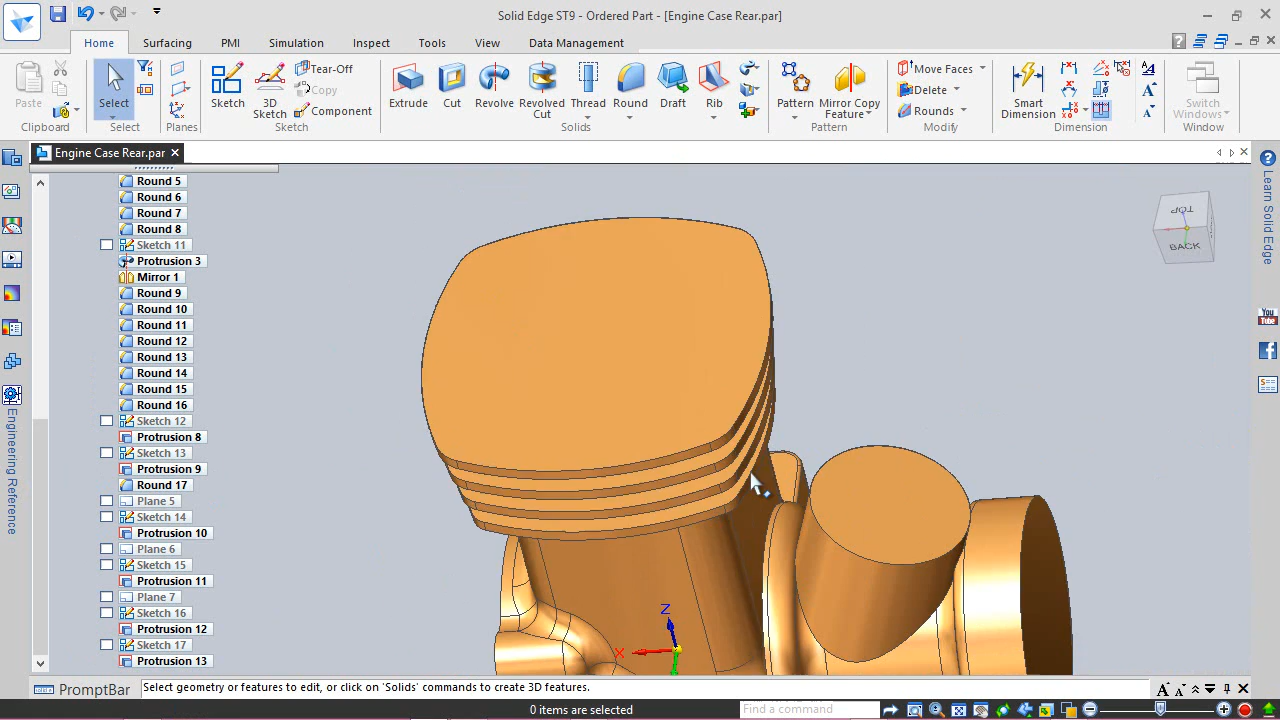 Solid Edge ST9 - Ordered Part - [Engine Case Rear.par]
Home
Surfacing
PMI
Simulation
Inspect
Tools
View
Data Management
Paste
Clipboard
Select
Select
Planes
Sketch
3D Sketch
Tear-Off
Copy
Component
Sketch
Extrude
Cut
Revolve
Revolved Cut
Thread
Round
Draft
Rib
Solids
Pattern
Mirror Copy Feature
Pattern
Move Faces
Delete
Rounds
Modify
Smart Dimension
Dimension
Switch Windows
Window
Engine Case Rear.par
Round 5
Round 6
Round 7
Round 8
Sketch 11
Protrusion 3
Mirror 1
Round 9
Round 10
Round 11
Round 12
Round 13
Round 14
Round 15
Round 16
Sketch 12
Protrusion 8
Sketch 13
Protrusion 9
Round 17
Plane 5
Sketch 14
Protrusion 10
Plane 6
Sketch 15
Protrusion 11
Plane 7
Sketch 16
Protrusion 12
Sketch 17
Protrusion 13
Engineering Reference
TOP
BACK
Z
X
Learn Solid Edge
You Tube
PromptBar
Select geometry or features to edit, or click on 'Solids' commands to create 3D features.
0 items are selected
Find a command